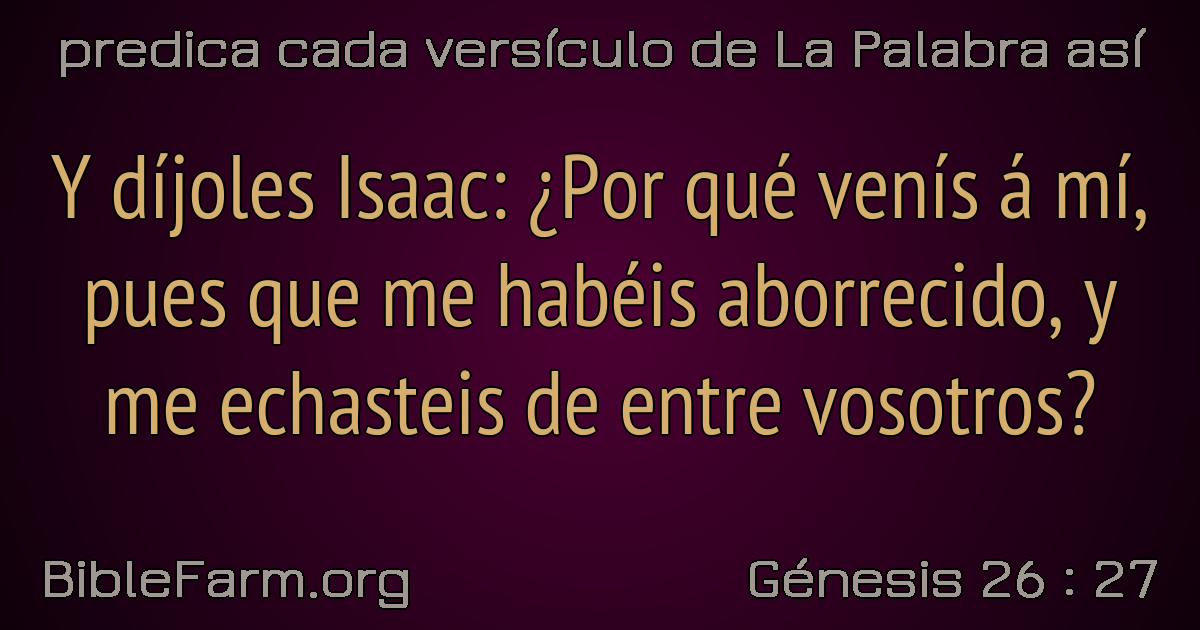 predica cada versículo de La Palabra así
Y díjoles Isaac: ¿Por qué venís á mí,
pues que me habéis aborrecido, y
me echasteis de entre vosotros?
BibleFarm.org
Génesis 26 : 27